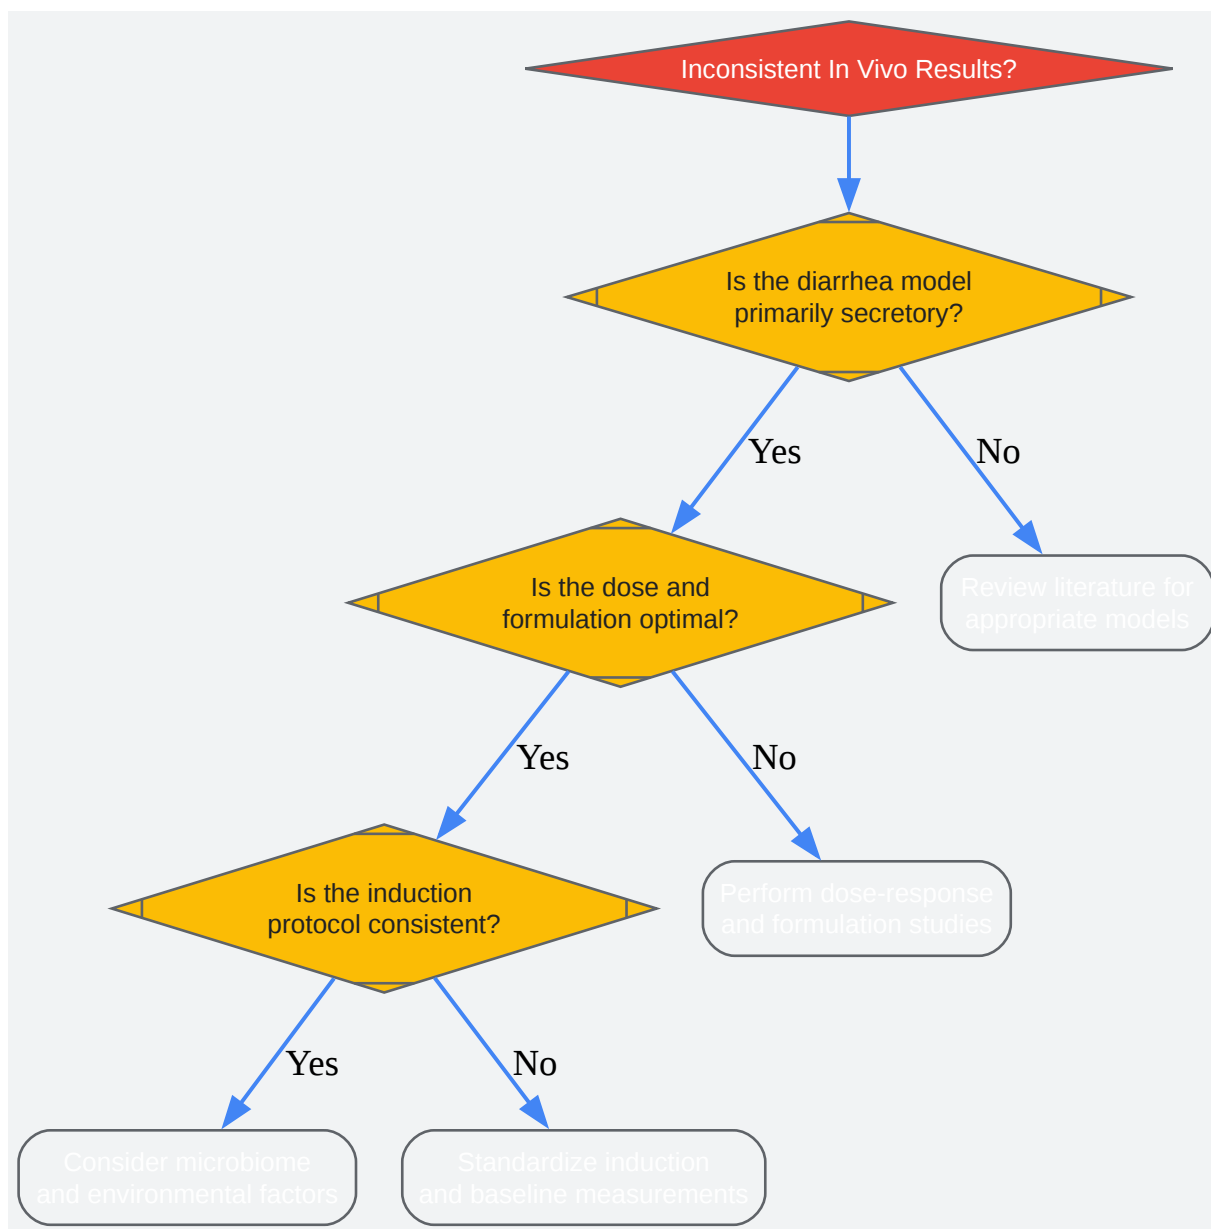 Inconsistent In Vivo Results?
Is the diarrhea model
primarily secretory?
Yes
No
Is the dose and
formulation optimal?
Review literature for
appropriate models
Yes
No
Is the induction
protocol consistent?
Perform dose-response
and formulation studies
Yes
No
Consider microbiome
and environmental factors
Standardize induction
and baseline measurements